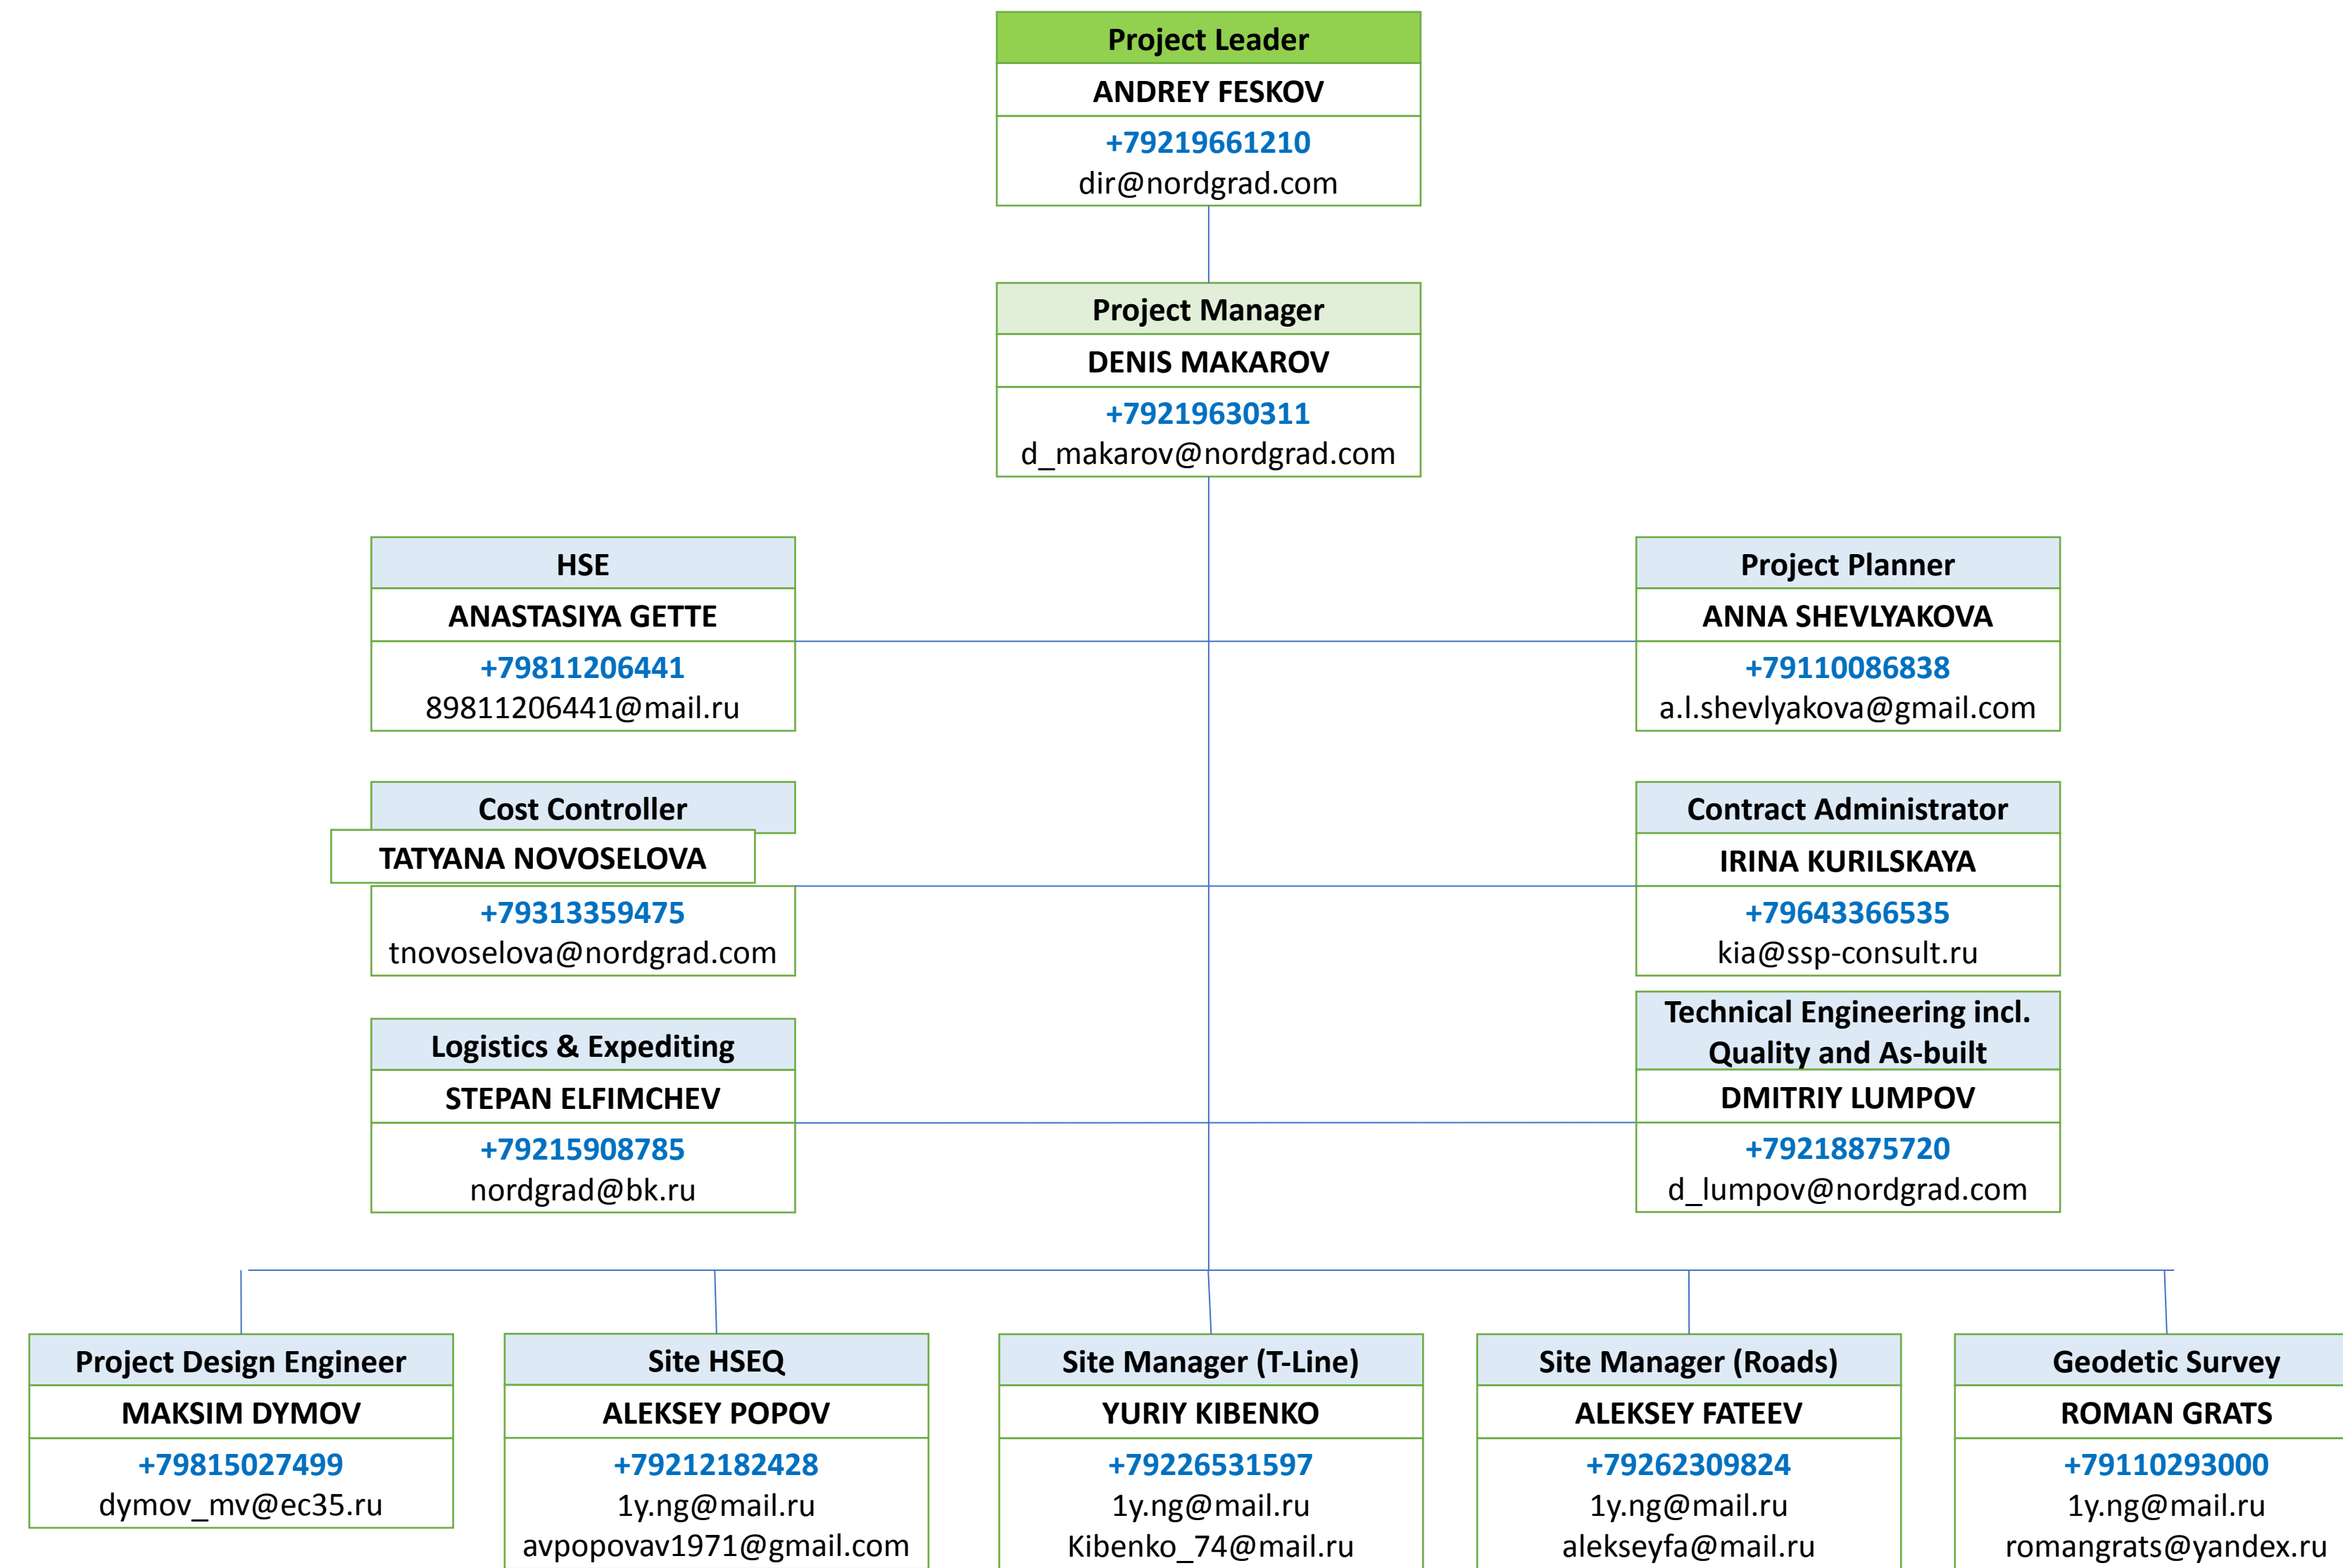 Project Leader
ANDREY FESKOV
+79219661210
dir@nordgrad.com
Project Manager
DENIS MAKAROV
+79219630311
d_makarov@nordgrad.com
HSE
ANASTASIYA GETTE
+79811206441
89811206441@mail.ru
Project Planner
ANNA SHEVLYAKOVA
+79110086838
a.l.shevlyakova@gmail.com
Cost Controller
TATYANA NOVOSELOVA
+79313359475
tnovoselova@nordgrad.com
Contract Administrator
IRINA KURILSKAYA
+79643366535
kia@ssp-consult.ru
Logistics & Expediting
STEPAN ELFIMCHEV
+79215908785
nordgrad@bk.ru
Technical Engineering incl.
Quality and As-built
DMITRIY LUMPOV
+79218875720
d_lumpov@nordgrad.com
Project Design Engineer
MAKSIM DYMOV
+79815027499
dymov_mv@ec35.ru
Site HSEQ
ALEKSEY POPOV
+79212182428
1y.ng@mail.ru
avpopovav1971@gmail.com
Site Manager (T-Line)
YURIY KIBENKO
+79226531597
1y.ng@mail.ru
Kibenko_74@mail.ru
Site Manager (Roads)
ALEKSEY FATEEV
+79262309824
1y.ng@mail.ru
alekseyfa@mail.ru
Geodetic Survey
ROMAN GRATS
+79110293000
1y.ng@mail.ru
romangrats@yandex.ru